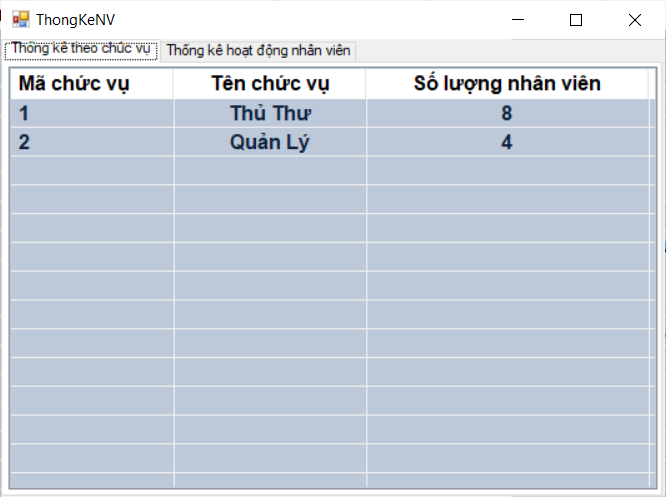 ThongKeNV
Thống kê theo chức vụ Thống kê hoạt động nhân viên
Mã chức vụ Tên chức vụ Số lượng nhân viên
1 Thủ Thư 8
2 Quản Lý 4